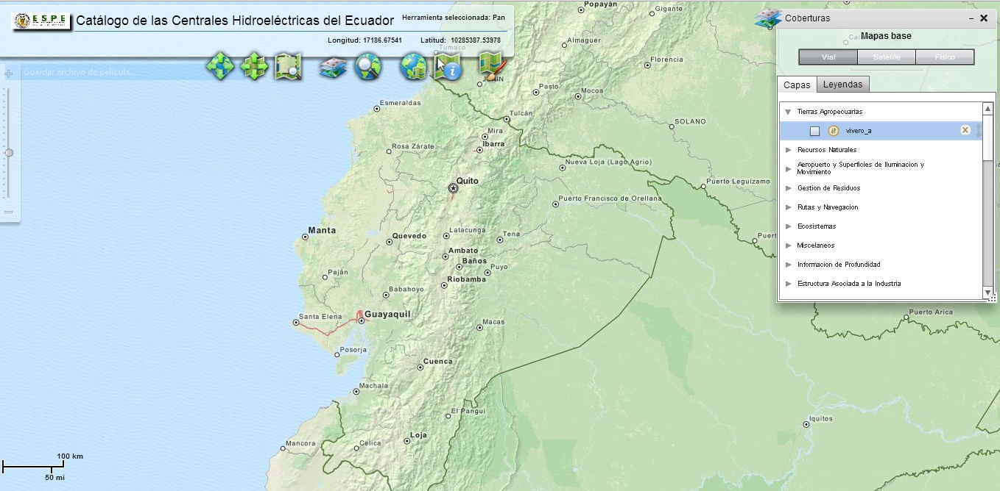 ESPE
Catálogo de las Centrales Hidroeléctricas del Ecuador
Herramienta seleccionada: Pan
Longitud: 17186.67541 Latitud: 10285387.53978
Guardar archivo de película...
Coberturas
Mapas base
Vial Satelite Fisico
Capas Leyendas
Tierras Agropecuarias
vivero_a
Recursos Naturales
Aeropuerto y Superficies de Iluminacion y
Movimiento
Gestion de Residuos
Rutas y Navegacion
Ecosistemas
Miscelaneos
Informacion de Profundidad
Estructura Asociada a la Industria
Popayán
Gigante
Almaguer
Tumaco
Florencia
JUNIN
Pasto
Mocoa
Esmeraldas
Tulcán
SOLANO
Mira
Ibarra
Rosa Zárate
Nueva Loja (Lago Agrio)
Quito
Puerto Leguízamo
Puerto Francisco de Orellana
Manta
Quevedo
Latacunga
Tena
Ambato
Baños
Puyo
Paján
Riobamba
Babahoyo
Guayaquil
Santa Elena
Macas
Puerto Arica
Posorja
Cuenca
Machala
El Pangui
Iquitos
Loja
Mancora
Celica
100 km
50 mi